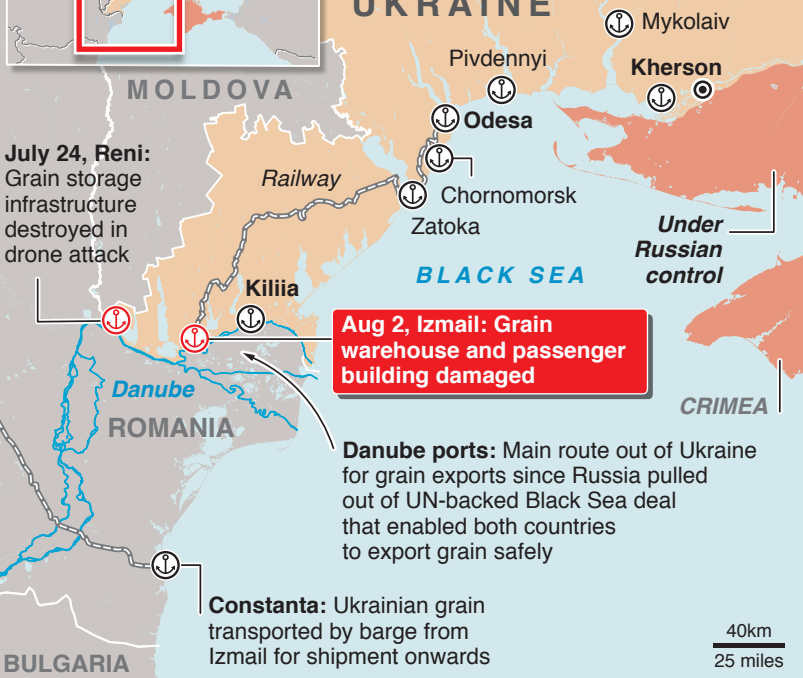 UKRAINE
Mykolaiv
Pivdennyi
Kherson
MOLDOVA
Odesa
July 24, Reni:
Grain storage
infrastructure
destroyed in
drone attack
Railway
Chornomorsk
Zatoka
Under
Russian
control
BLACK SEA
Kiliia
Aug 2, Izmail: Grain
warehouse and passenger
building damaged
Danube
CRIMEA
ROMANIA
Danube ports: Main route out of Ukraine
for grain exports since Russia pulled
out of UN-backed Black Sea deal
that enabled both countries
to export grain safely
Constanta: Ukrainian grain
transported by barge from
Izmail for shipment onwards
40km
25 miles
BULGARIA